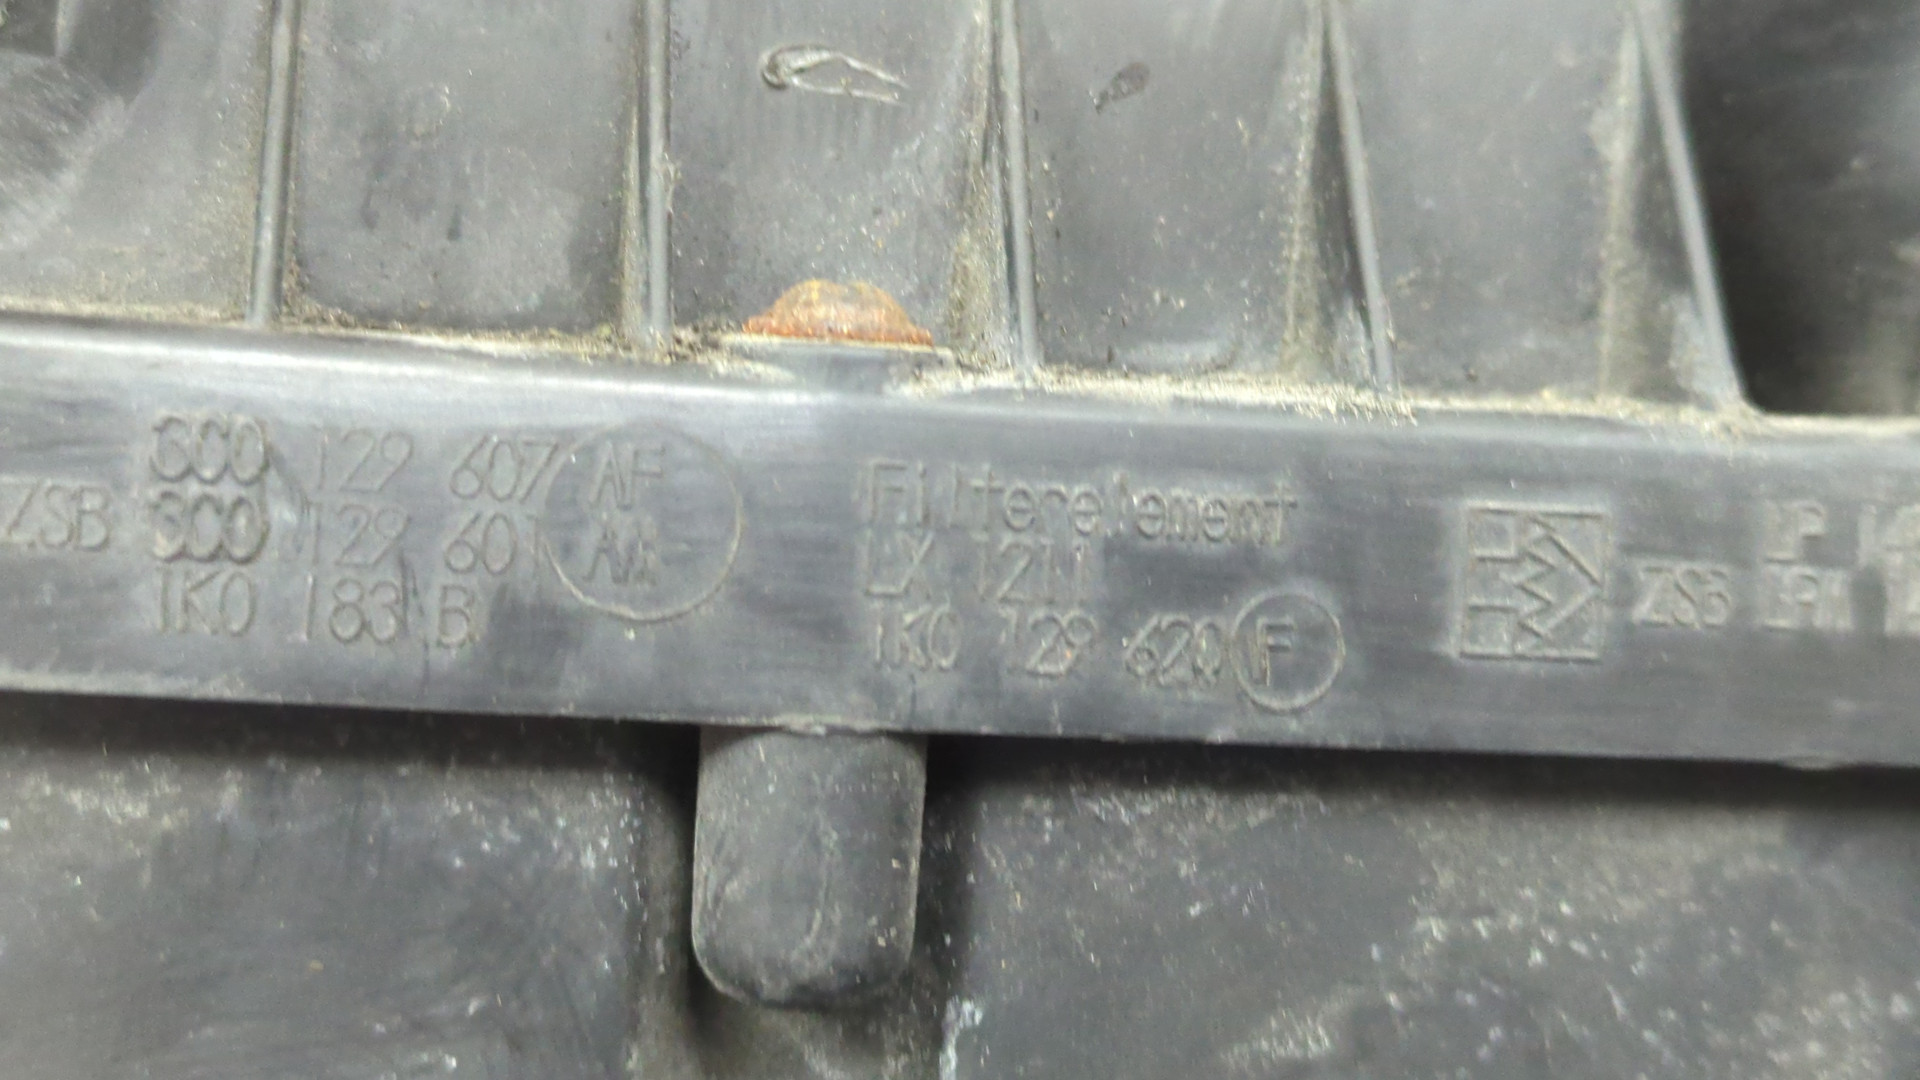 3C0 129 607 AF
ZSB 3C0 129 601
1K0 183 B
Filterelement
LX 1211
1K0 129 620 F
ZSB